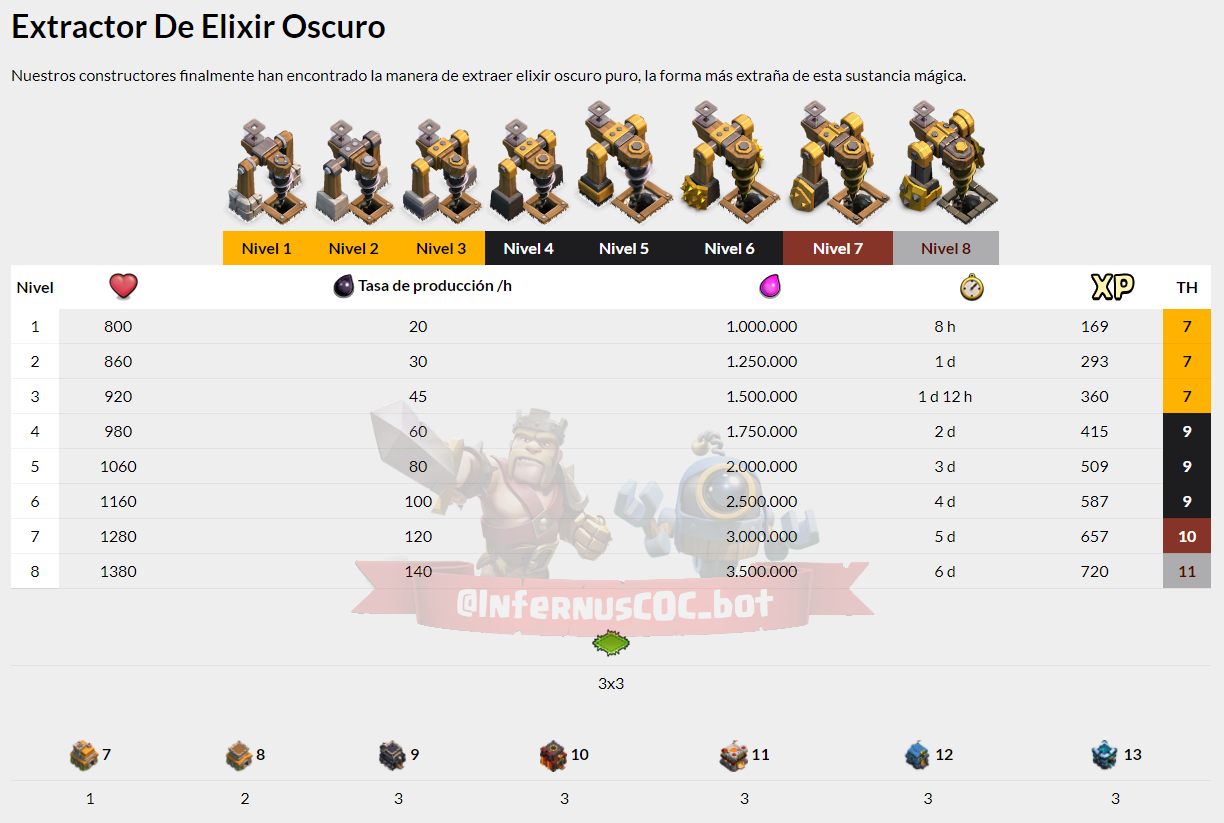 Extractor De Elixir Oscuro
Nuestros constructores finalmente han encontrado la manera de extraer elixir oscuro puro, la forma más extraña de esta sustancia mágica.
Nivel 1 Nivel 2 Nivel 3 Nivel 4 Nivel 5 Nivel 6 Nivel 7 Nivel 8
Nivel Tasa de producción /h XP TH
1 800 20 1.000.000 8 h 169 7
2 860 30 1.250.000 1 d 293 7
3 920 45 1.500.000 1 d 12 h 360 7
4 980 60 1.750.000 2 d 415 9
5 1060 80 2.000.000 3 d 509 9
6 1160 100 2.500.000 4 d 587 9
7 1280 120 3.000.000 5 d 657 10
8 1380 140 3.500.000 6 d 720 11
@InfernusCOC_bot
3x3
7 8 9 10 11 12 13
1 2 3 3 3 3 3